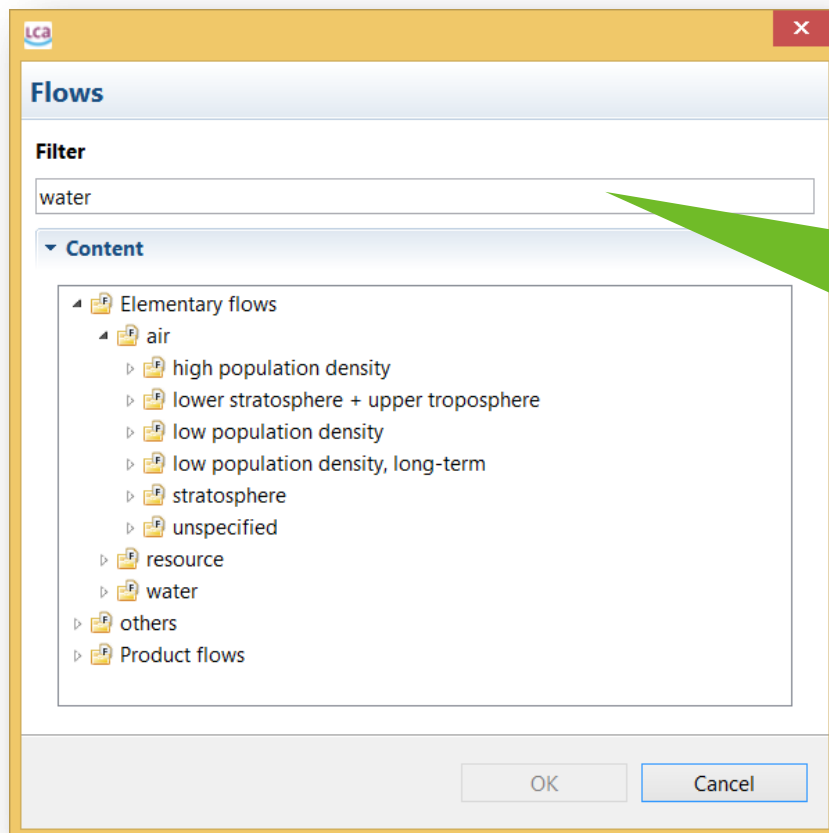 LCA
Flows
Filter
water
Content
Elementary flows
air
high population density
lower stratosphere + upper troposphere
low population density
low population density, long-term
stratosphere
unspecified
resource
water
others
Product flows
OK
Cancel